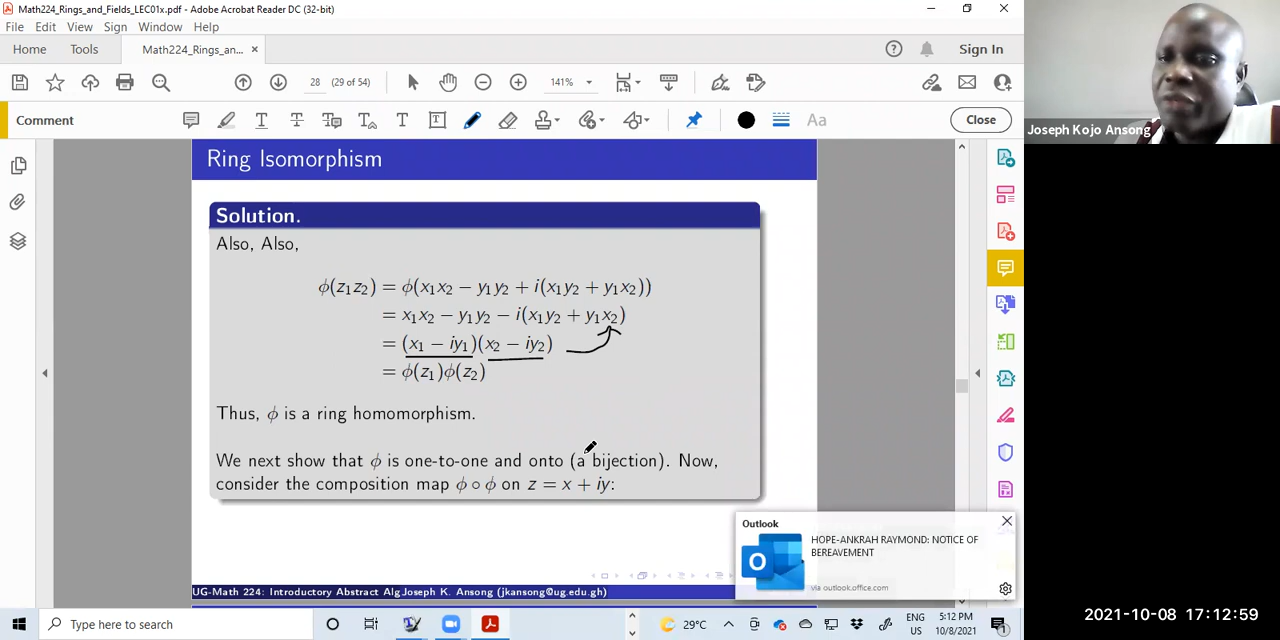 Math224_Rings_and_Fields_LEC01x.pdf - Adobe Acrobat Reader DC (32-bit)
File Edit View Sign Window Help
Home Tools Math224_Rings_an... × Sign In
28 (29 of 54) 141%
Comment Aa Close
Joseph Kojo Ansong
Ring Isomorphism
Solution.
Also, Also,
ϕ(z₁z₂) = ϕ(x₁x₂ − y₁y₂ + i(x₁y₂ + y₁x₂))
= x₁x₂ − y₁y₂ − i(x₁y₂ + y₁x₂)
= (x₁ − iy₁)(x₂ − iy₂)
= ϕ(z₁)ϕ(z₂)
Thus, ϕ is a ring homomorphism.
We next show that ϕ is one-to-one and onto (a bijection). Now,
consider the composition map ϕ ∘ ϕ on z = x + iy:
Outlook
HOPE-ANKRAH RAYMOND: NOTICE OF
BEREAVEMENT
via outlook.office.com
UG-Math 224: Introductory Abstract Alg Joseph K. Ansong (jkansong@ug.edu.gh)
Type here to search
29°C
ENG
US
5:12 PM
10/8/2021
2021-10-08 17:12:59